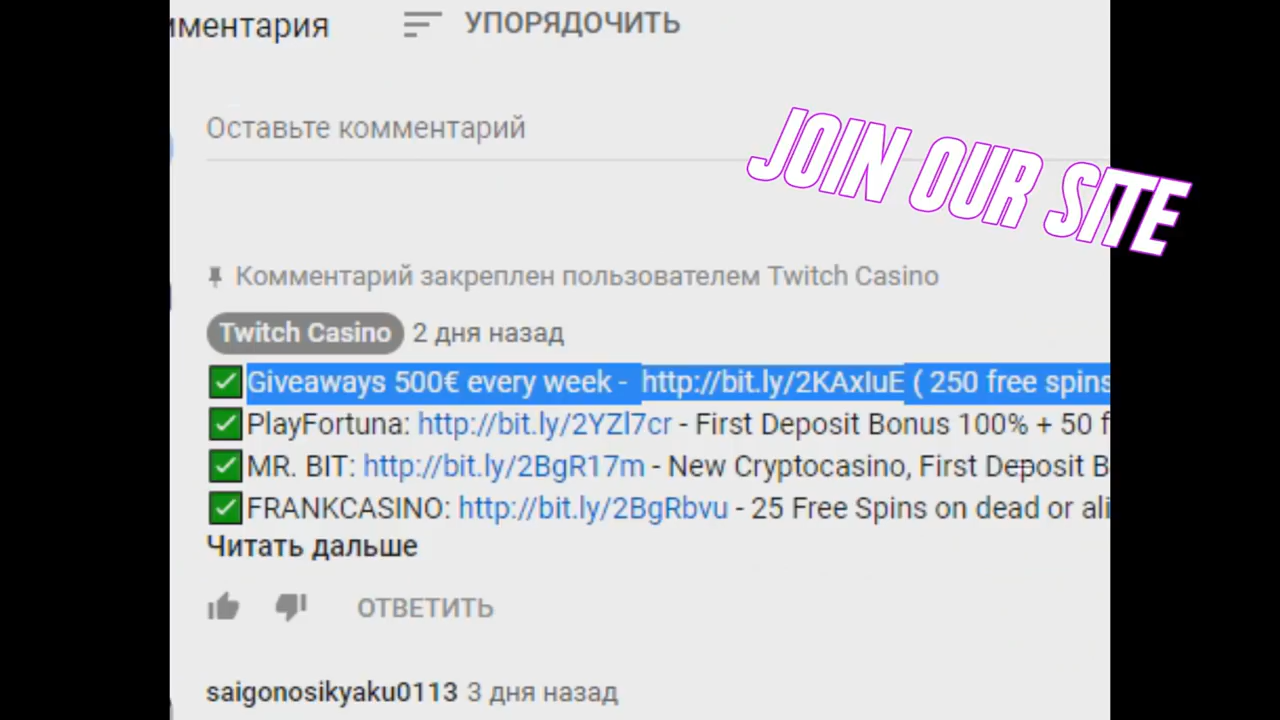 мментария УПОРЯДОЧИТЬ
Оставьте комментарий
JOIN OUR SITE
Комментарий закреплен пользователем Twitch Casino
Twitch Casino 2 дня назад
✅Giveaways 500€ every week - http://bit.ly/2KAxIuE ( 250 free spins
✅PlayFortuna: http://bit.ly/2YZl7cr - First Deposit Bonus 100% + 50 f
✅MR. BIT: http://bit.ly/2BgR17m - New Cryptocasino, First Deposit B
✅FRANKCASINO: http://bit.ly/2BgRbvu - 25 Free Spins on dead or ali
Читать дальше
ОТВЕТИТЬ
saigonosikyaku0113 3 дня назад